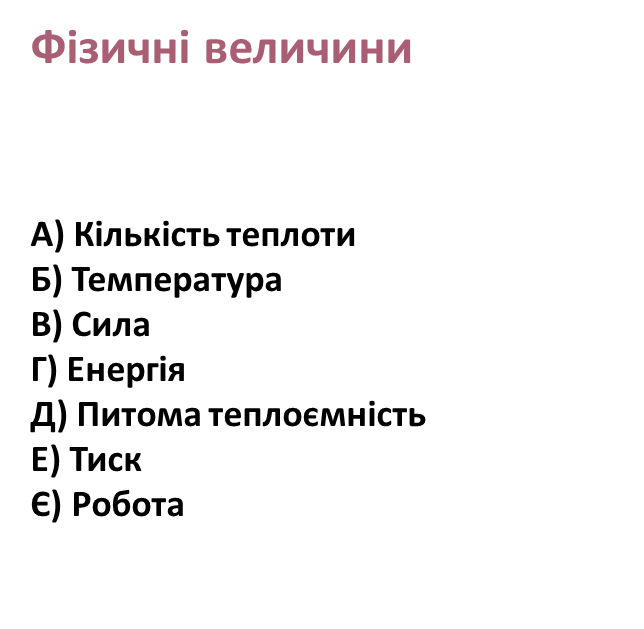 Фізичні величини
А) Кількість теплоти
Б) Температура
В) Сила
Г) Енергія
Д) Питома теплоємність
Е) Тиск
Є) Робота